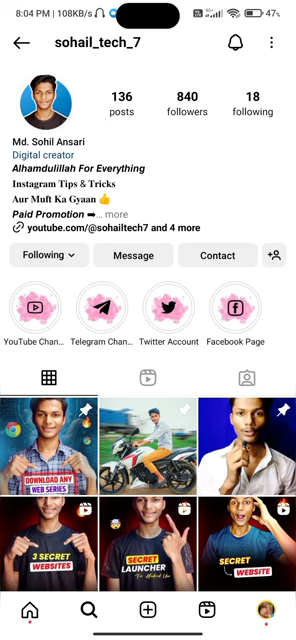 8:04 PM | 108KB/s
47%
sohail_tech_7
136
840
18
posts
followers
following
Md. Sohil Ansari
Digital creator
Alhamdulillah For Everything
Instagram Tips & Tricks
Aur Muft Ka Gyaan 👍
Paid Promotion ➡️... more
youtube.com/@sohailtech7 and 4 more
Following
Message
Contact
YouTube Chan...
Telegram Chan...
Twitter Account
Facebook Page
DOWNLOAD ANY
WEB SERIES
3 SECRET
WEBSITES
SECRET
LAUNCHER
For Android User
SECRET
WEBSITE